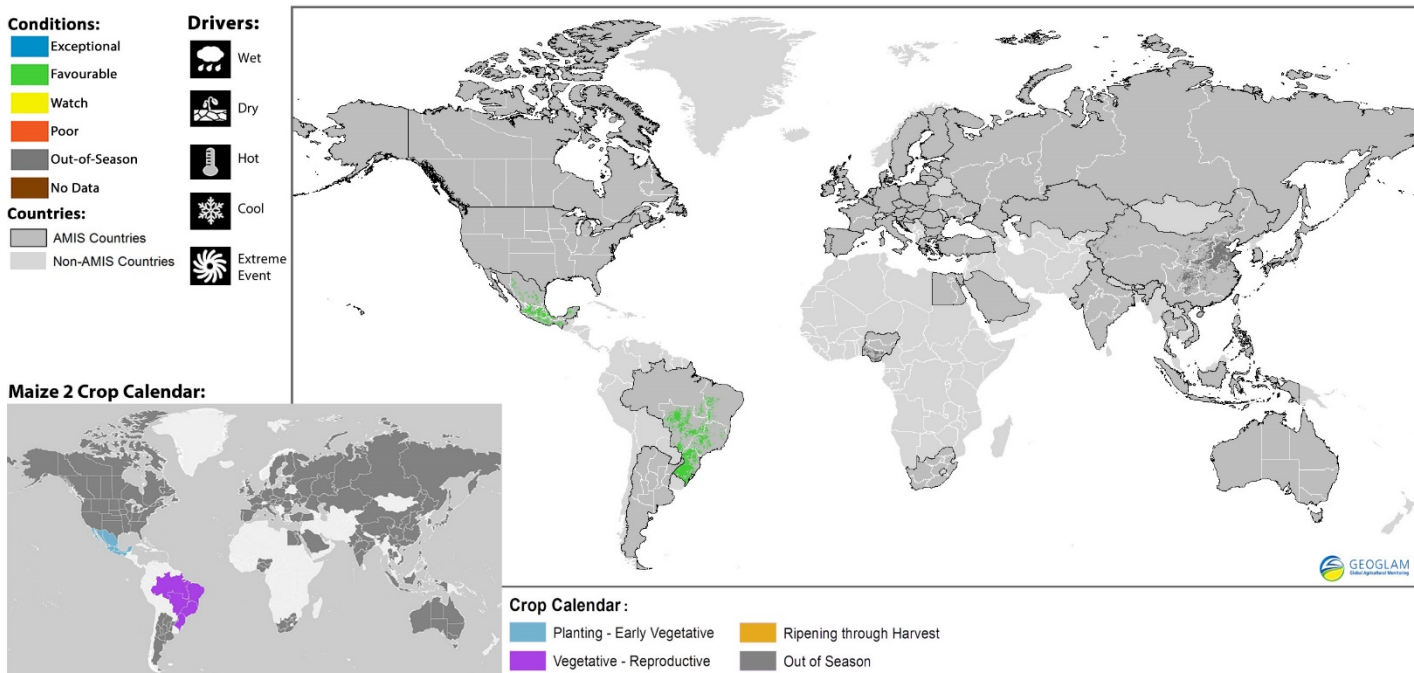 Conditions:
Exceptional
Favourable
Watch
Poor
Out-of-Season
No Data
Countries:
AMIS Countries
Non-AMIS Countries
Drivers:
Wet
Dry
Hot
Cool
Extreme
Event
Maize 2 Crop Calendar:
GEOGLAM
Global Agricultural Monitoring
Crop Calendar :
Planting - Early Vegetative
Vegetative - Reproductive
Ripening through Harvest
Out of Season